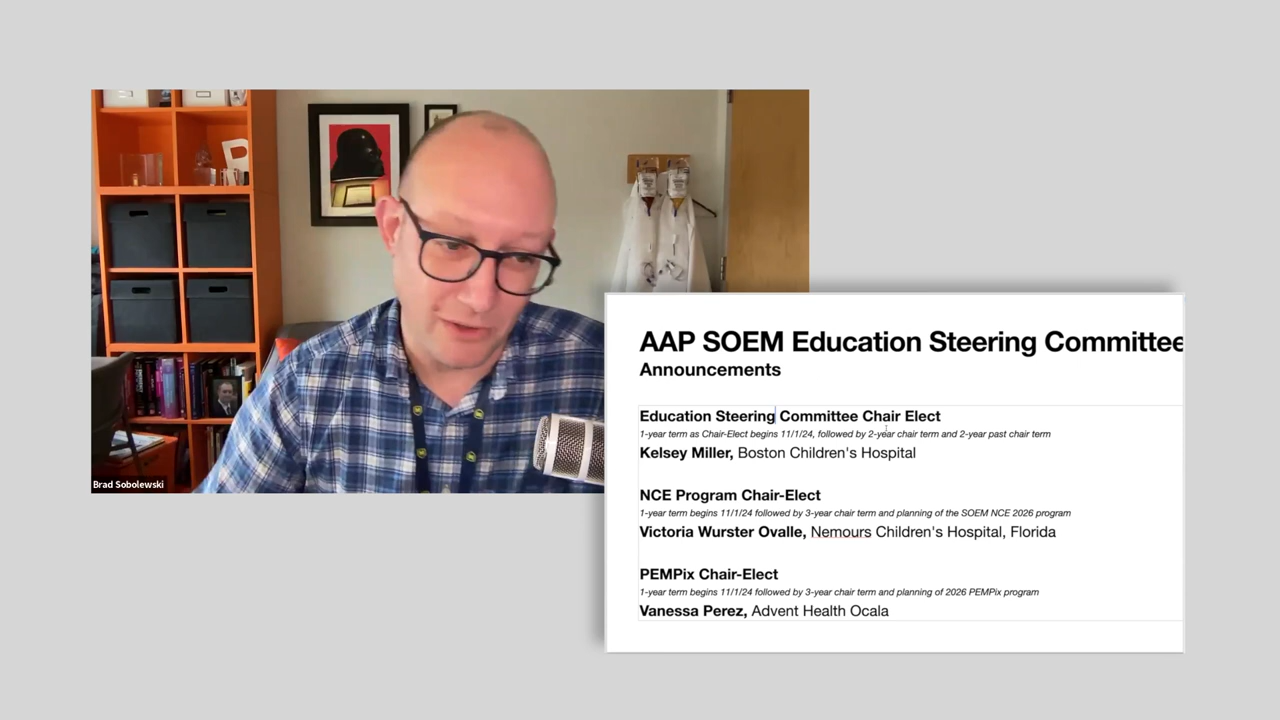 Brad Sobolewski
AAP SOEM Education Steering Committee
Announcements
Education Steering Committee Chair Elect
1-year term as Chair-Elect begins 11/1/24, followed by 2-year chair term and 2-year past chair term
Kelsey Miller, Boston Children's Hospital
NCE Program Chair-Elect
1-year term begins 11/1/24 followed by 3-year chair term and planning of the SOEM NCE 2026 program
Victoria Wurster Ovalle, Nemours Children's Hospital, Florida
PEMPix Chair-Elect
1-year term begins 11/1/24 followed by 3-year chair term and planning of 2026 PEMPix program
Vanessa Perez, Advent Health Ocala